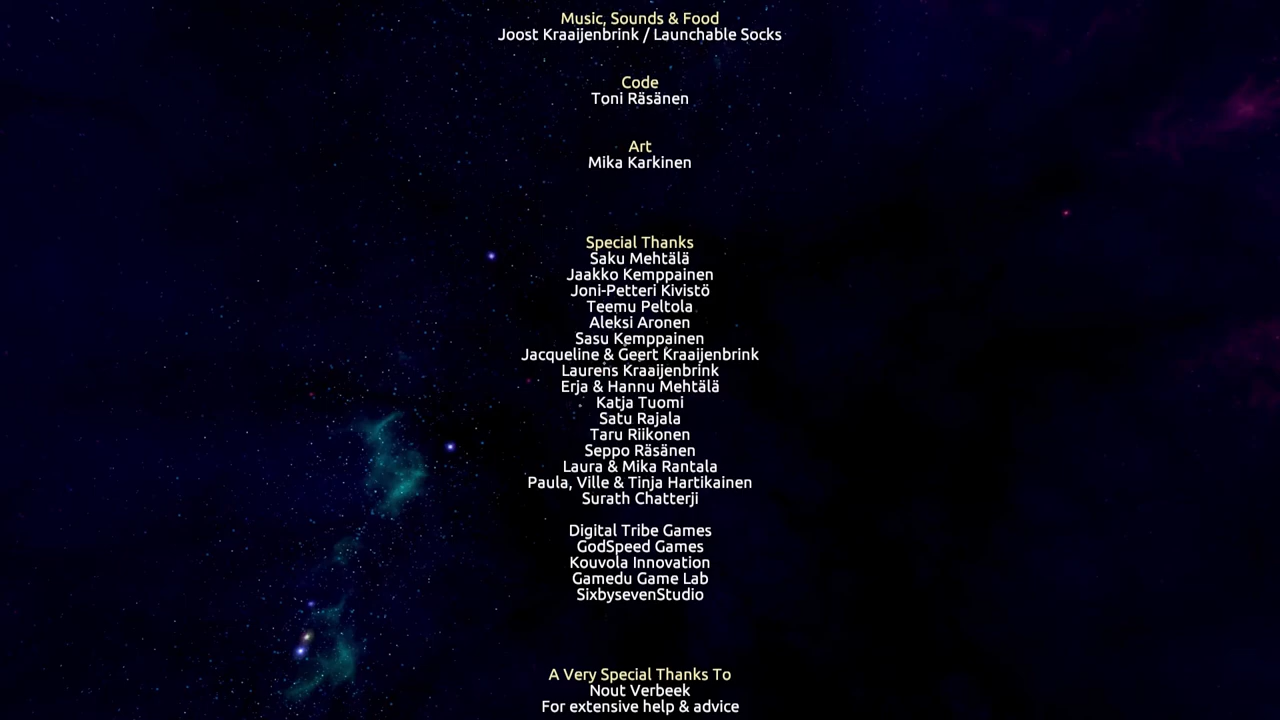 Music, Sounds & Food
Joost Kraaijenbrink / Launchable Socks
Code
Toni Räsänen
Art
Mika Karkinen
Special Thanks
Saku Mehtälä
Jaakko Kemppainen
Joni-Petteri Kivistö
Teemu Peltola
Aleksi Aronen
Sasu Kemppainen
Jacqueline & Geert Kraaijenbrink
Laurens Kraaijenbrink
Erja & Hannu Mehtälä
Katja Tuomi
Satu Rajala
Taru Riikonen
Seppo Räsänen
Laura & Mika Rantala
Paula, Ville & Tinja Hartikainen
Surath Chatterji
Digital Tribe Games
GodSpeed Games
Kouvola Innovation
Gamedu Game Lab
SixbysevenStudio
A Very Special Thanks To
Nout Verbeek
For extensive help & advice